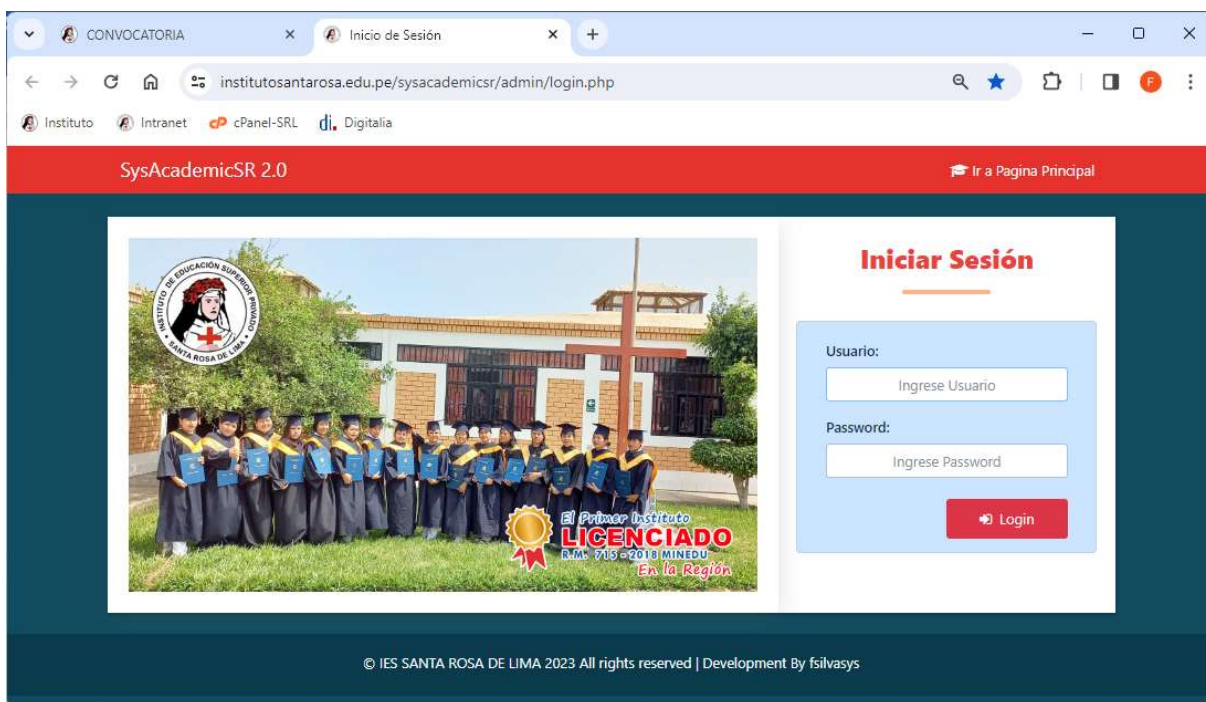 CONVOCATORIA
Inicio de Sesión
institutosantarosa.edu.pe/sysacademicsr/admin/login.php
F
Instituto
Intranet
cP cPanel-SRL
di. Digitalia
SysAcademicSR 2.0
Ir a Pagina Principal
INSTITUTO DE EDUCACIÓN SUPERIOR PRIVADO
SANTA ROSA DE LIMA
El Primer Instituto
LICENCIADO
R.M. 715 - 2018 MINEDU
En la Región
Iniciar Sesión
Usuario:
Ingrese Usuario
Password:
Ingrese Password
Login
© IES SANTA ROSA DE LIMA 2023 All rights reserved | Development By fsilvasys